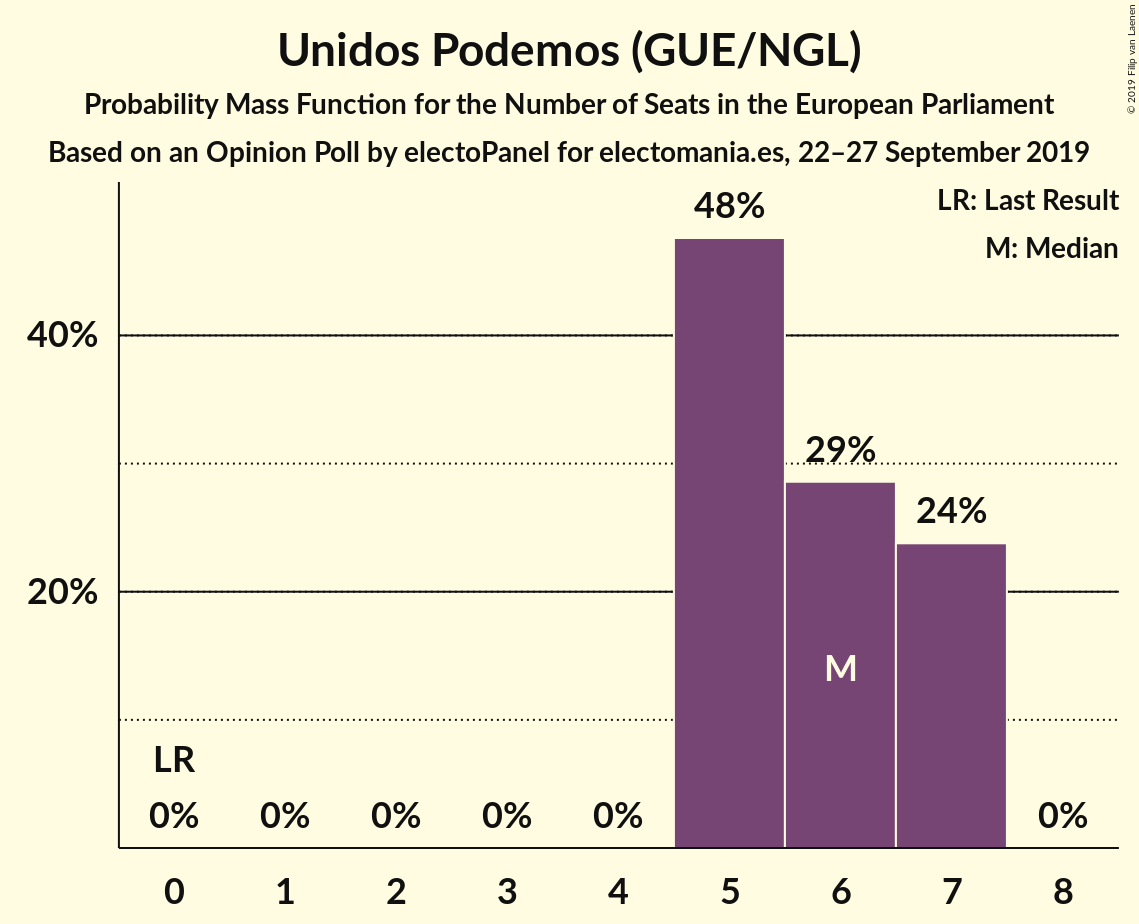 Unidos Podemos (GUE/NGL)
Probability Mass Function for the Number of Seats in the European Parliament
Based on an Opinion Poll by electoPanel for electomania.es, 22–27 September 2019
© 2019 Filip van Laenen
LR: Last Result
M: Median
48%
40%
29%
24%
20%
M
LR
0% 0% 0% 0% 0% 0%
0 1 2 3 4 5 6 7 8